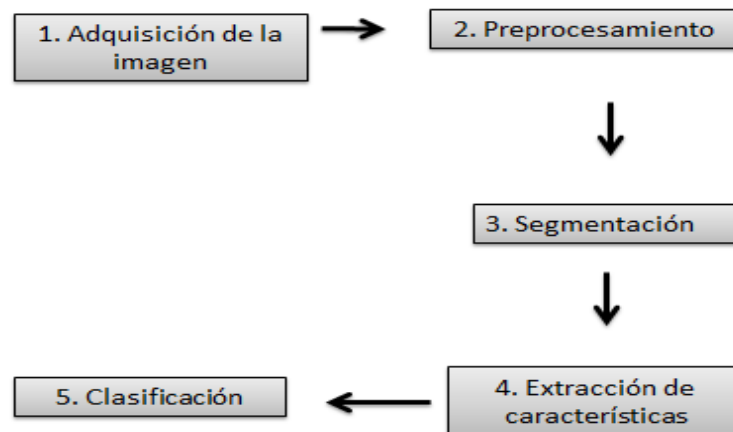 1. Adquisición de la
imagen
2. Preprocesamiento
3. Segmentación
4. Extracción de
características
5. Clasificación